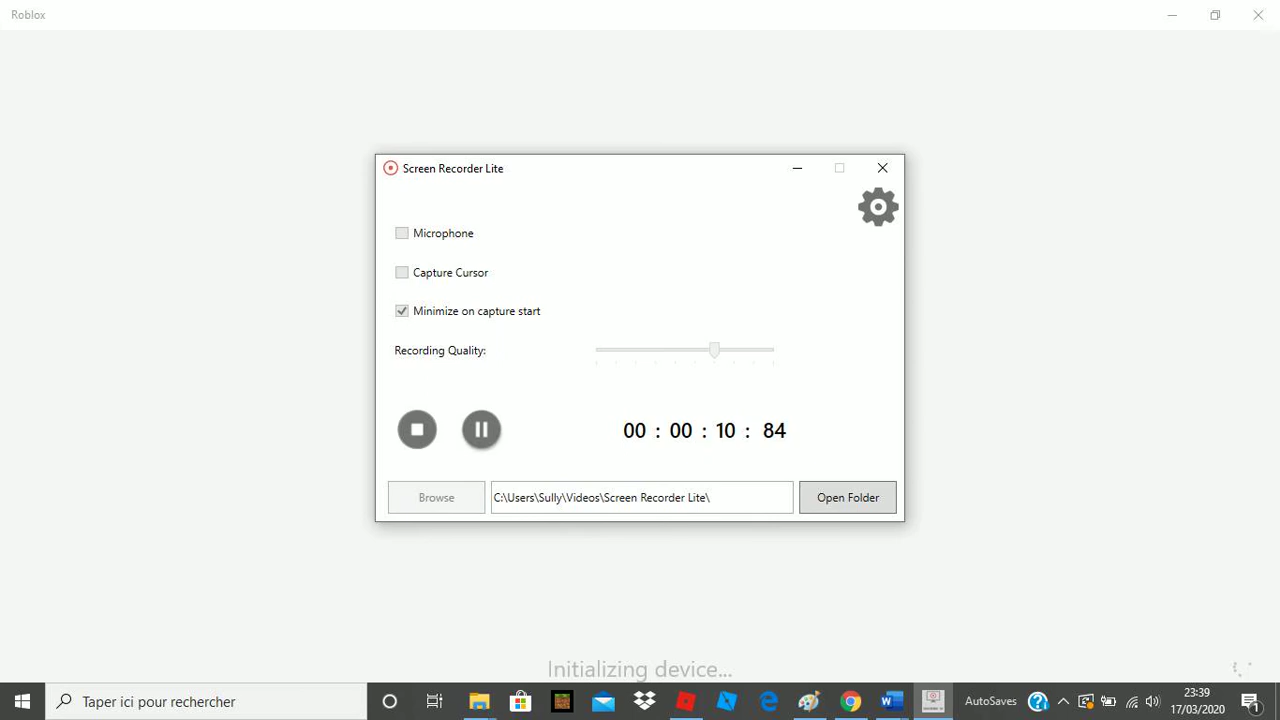 Roblox
Screen Recorder Lite
Microphone
Capture Cursor
Minimize on capture start
Recording Quality:
00 : 00 : 10 : 84
Browse
C:\Users\Sully\Videos\Screen Recorder Lite\
Open Folder
Initializing device...
Taper ici pour rechercher
AutoSaves
23:39
17/03/2020
1